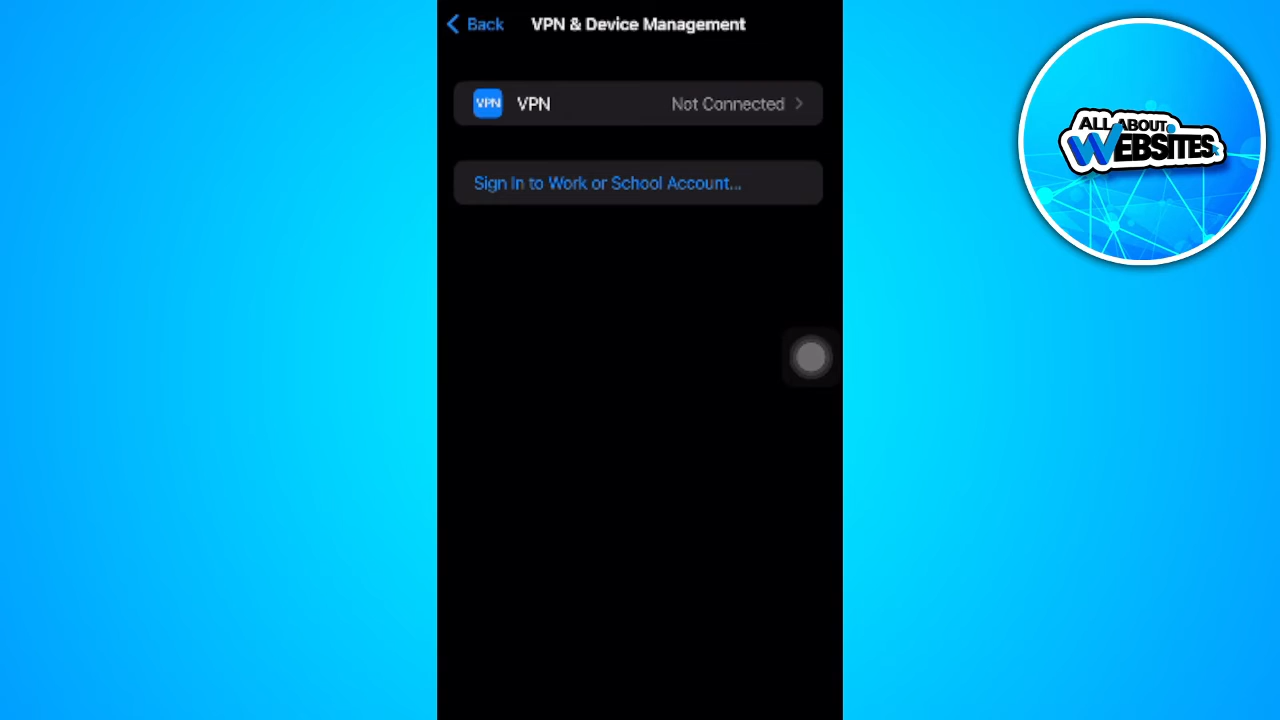 Back
VPN & Device Management
VPN VPN Not Connected
Sign In to Work or School Account...
ALL ABOUT
WEBSITES